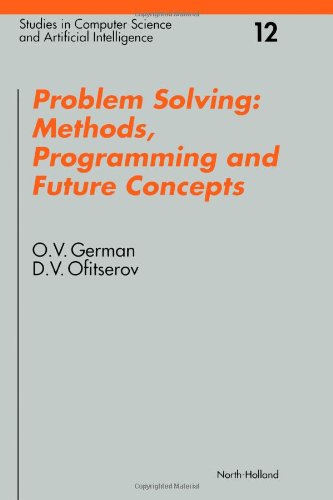 Studies in Computer Science
and Artificial Intelligence
12
Problem Solving:
Methods,
Programming and
Future Concepts
O.V. German
D.V. Ofitserov
North-Holland